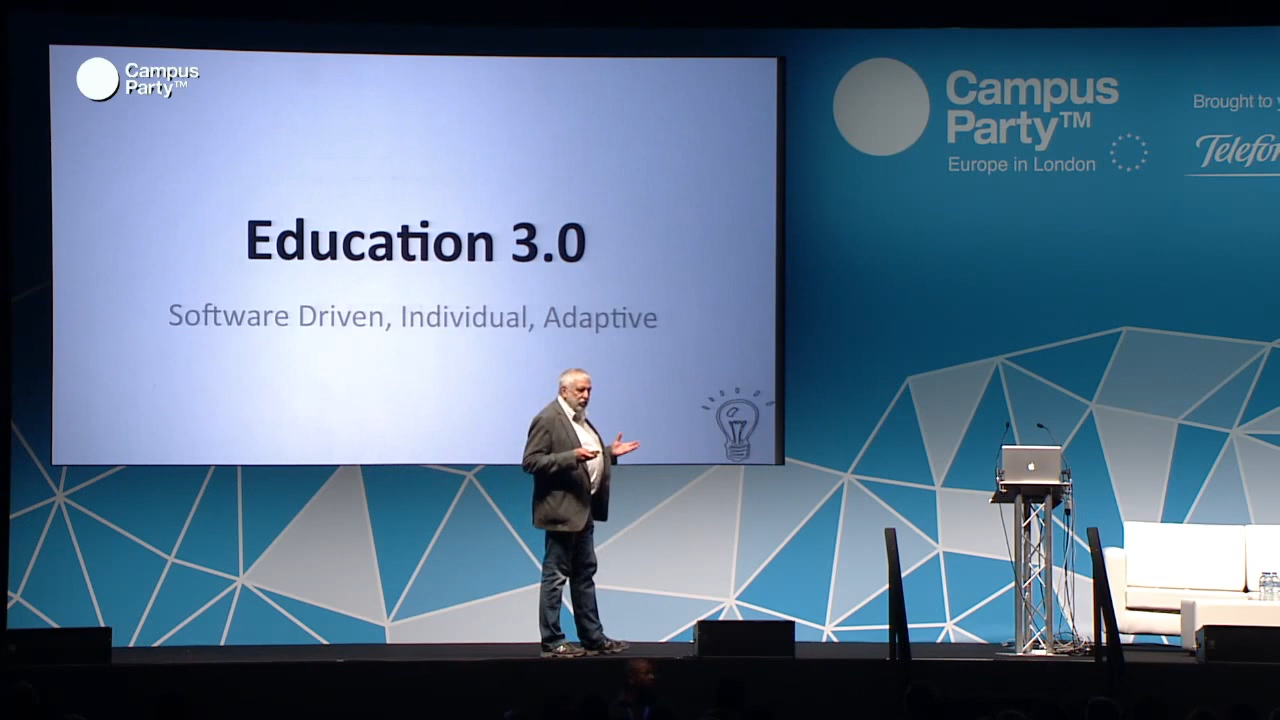 Campus
Party™
Education 3.0
Software Driven, Individual, Adaptive
Campus
Party™
Europe in London
Brought to